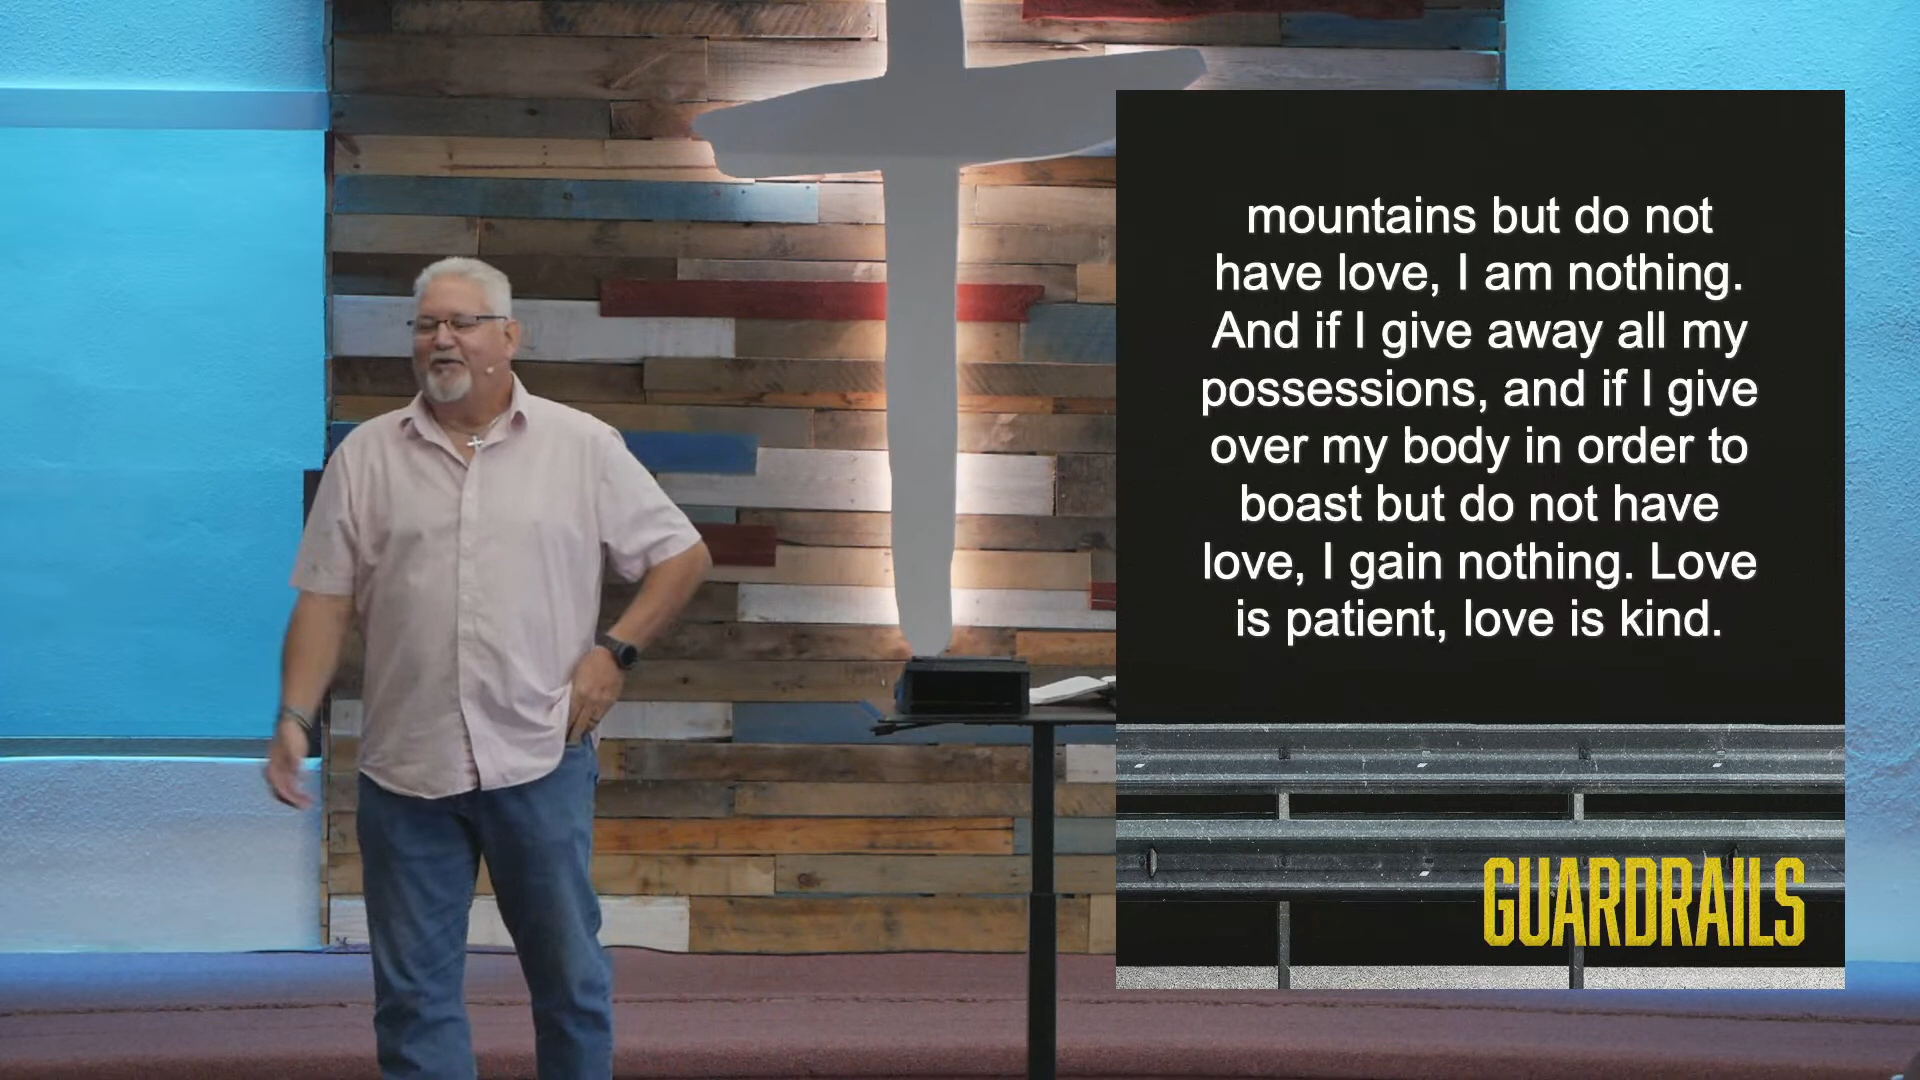 mountains but do not
have love, I am nothing.
And if I give away all my
possessions, and if I give
over my body in order to
boast but do not have
love, I gain nothing. Love
is patient, love is kind.
GUARDRAILS